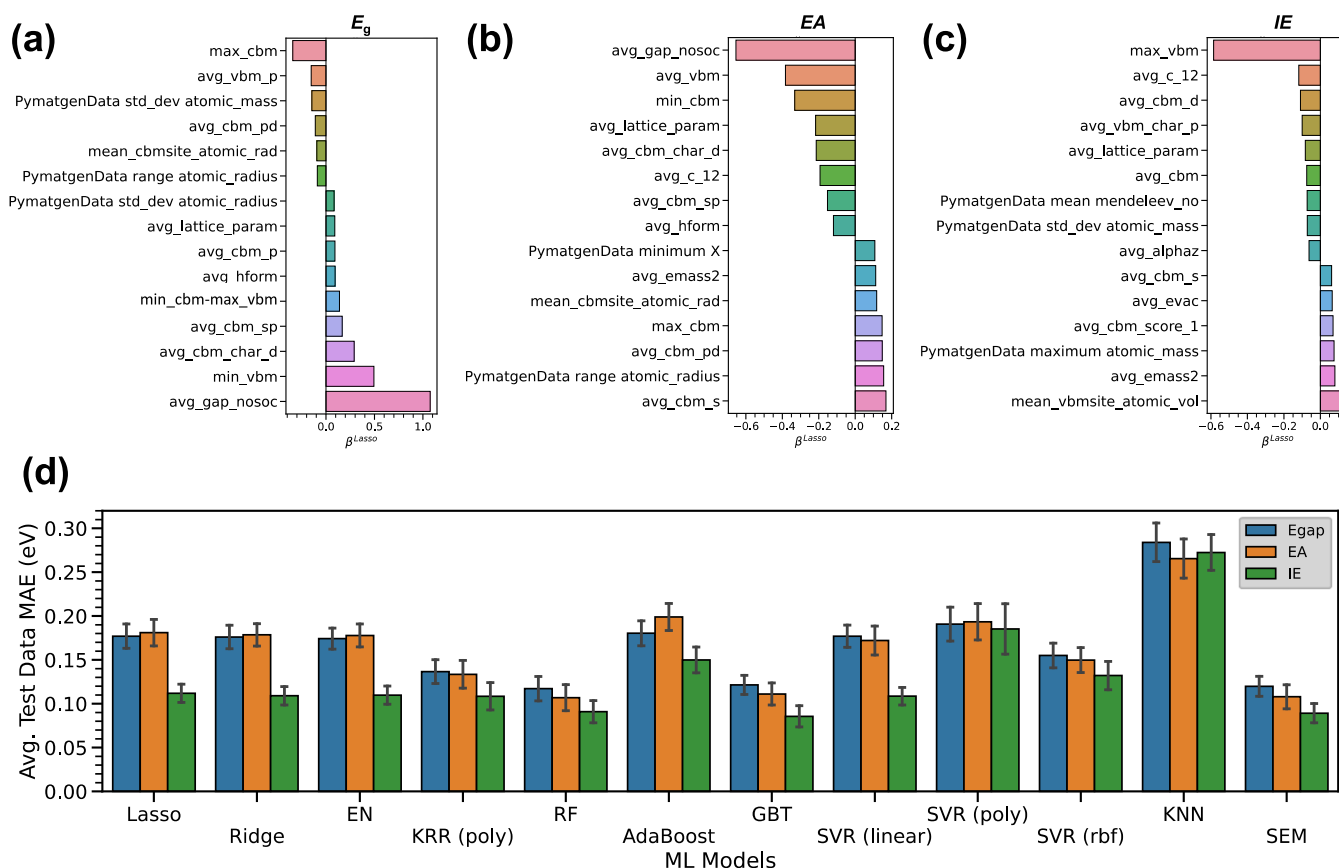 (a)
E_g
max_cbm
avg_vbm_p
PymatgenData std_dev atomic_mass
avg_cbm_pd
mean_cbmsite_atomic_rad
PymatgenData range atomic_radius
PymatgenData std_dev atomic_radius
avg_lattice_param
avg_cbm_p
avg_hform
min_cbm-max_vbm
avg_cbm_sp
avg_cbm_char_d
min_vbm
avg_gap_nosoc
0.0 0.5 1.0
β^Lasso
(b)
EA
avg_gap_nosoc
avg_vbm
min_cbm
avg_lattice_param
avg_cbm_char_d
avg_c_12
avg_cbm_sp
avg_hform
PymatgenData minimum X
avg_emass2
mean_cbmsite_atomic_rad
max_cbm
avg_cbm_pd
PymatgenData range atomic_radius
avg_cbm_s
−0.6 −0.4 −0.2 0.0 0.2
β^Lasso
(c)
IE
max_vbm
avg_c_12
avg_cbm_d
avg_vbm_char_p
avg_lattice_param
avg_cbm
PymatgenData mean mendeleev_no
PymatgenData std_dev atomic_mass
avg_alphaz
avg_cbm_s
avg_evac
avg_cbm_score_1
PymatgenData maximum atomic_mass
avg_emass2
mean_vbmsite_atomic_vol
−0.6 −0.4 −0.2 0.0
β^Lasso
(d)
Avg. Test Data MAE (eV)
0.30
0.25
0.20
0.15
0.10
0.05
0.00
Egap
EA
IE
Lasso
Ridge
EN
KRR (poly)
RF
AdaBoost
GBT
SVR (linear)
SVR (poly)
SVR (rbf)
KNN
SEM
ML Models